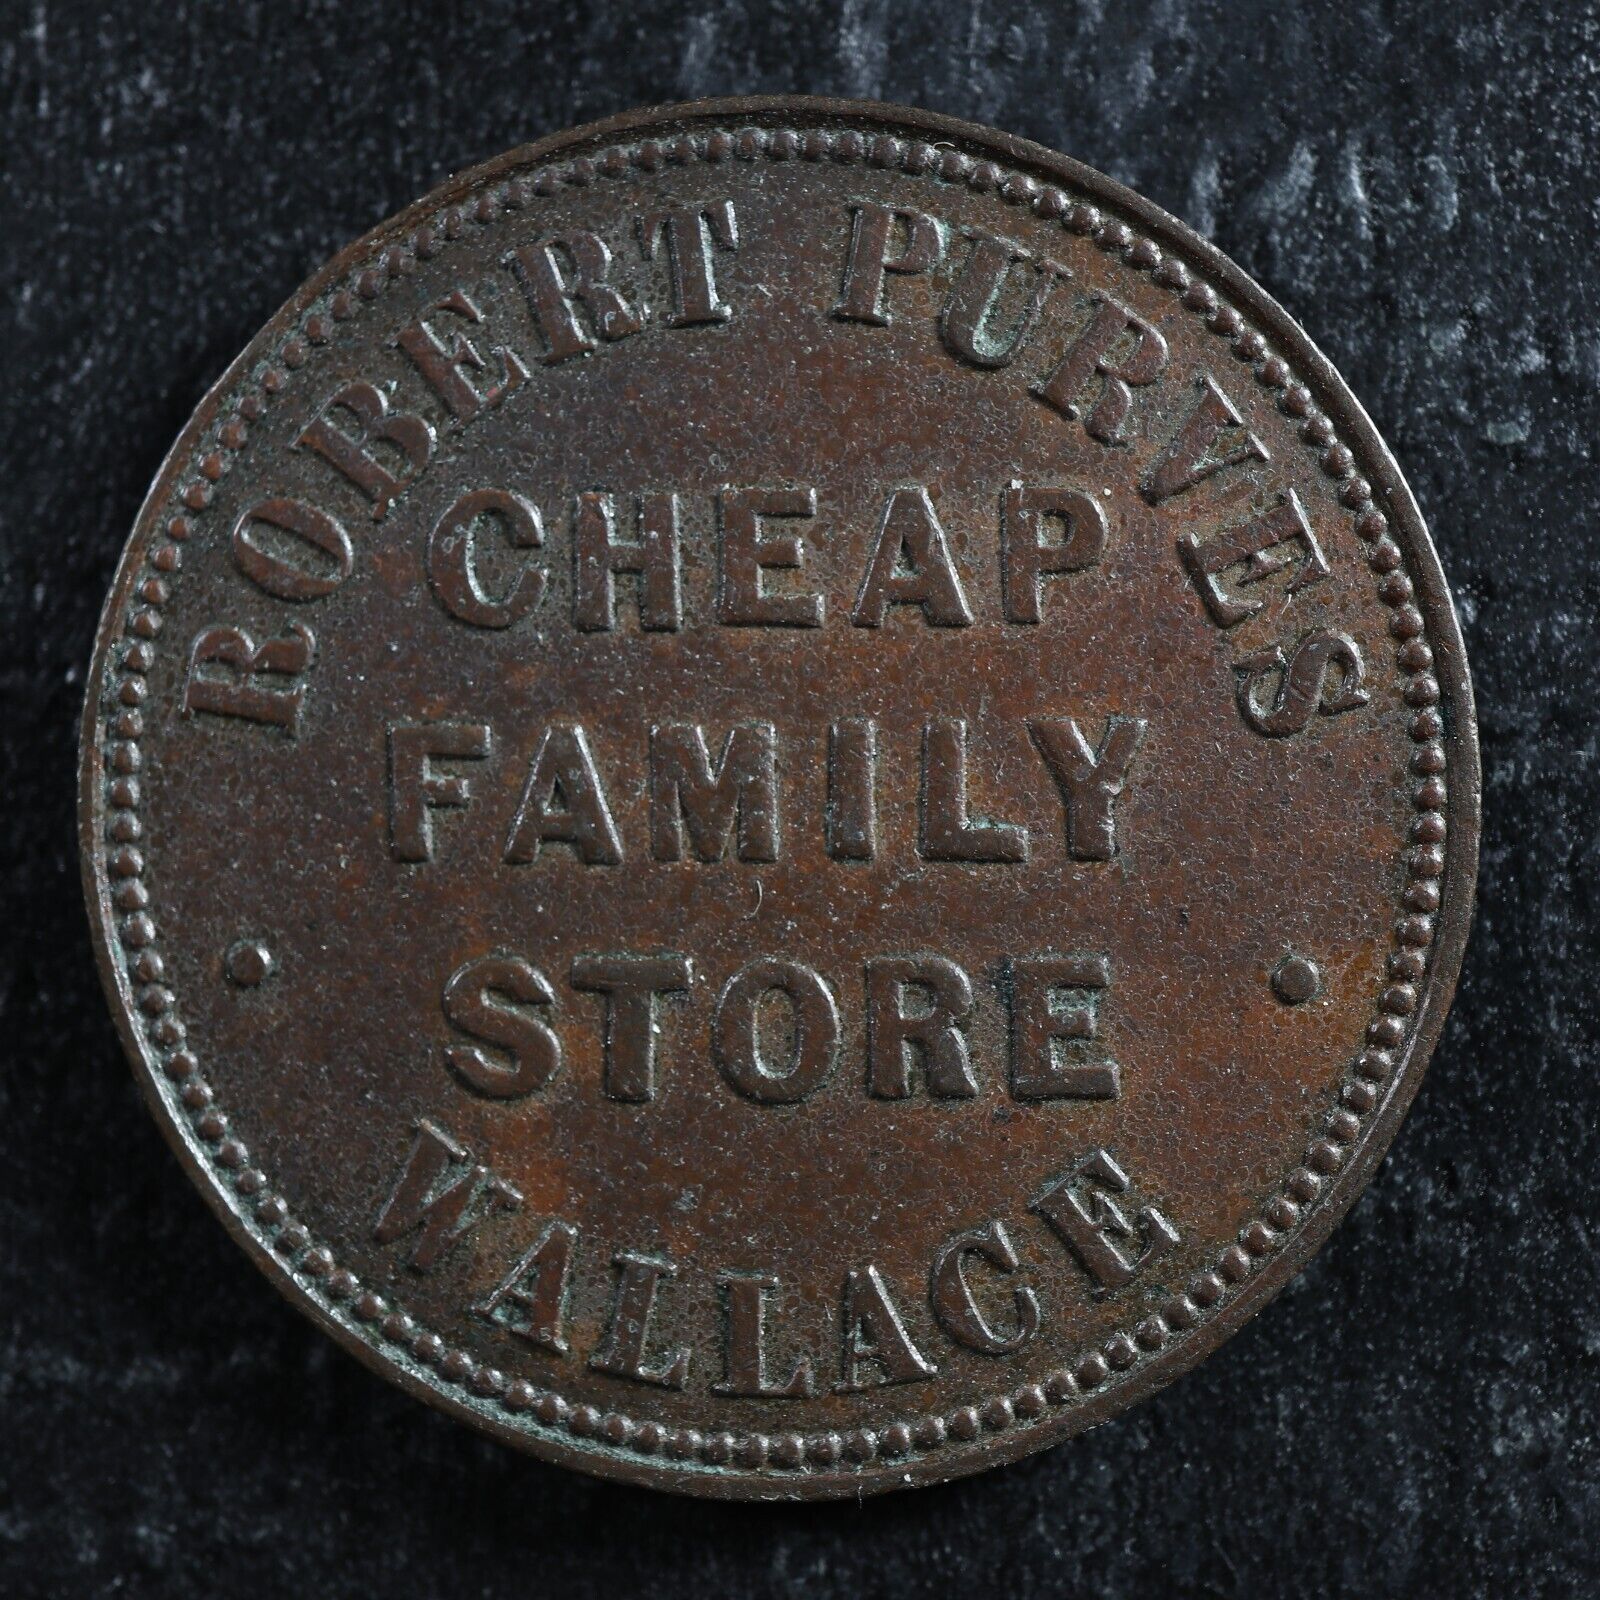 ROBERT PURVES
CHEAP
FAMILY
STORE
WALLACE